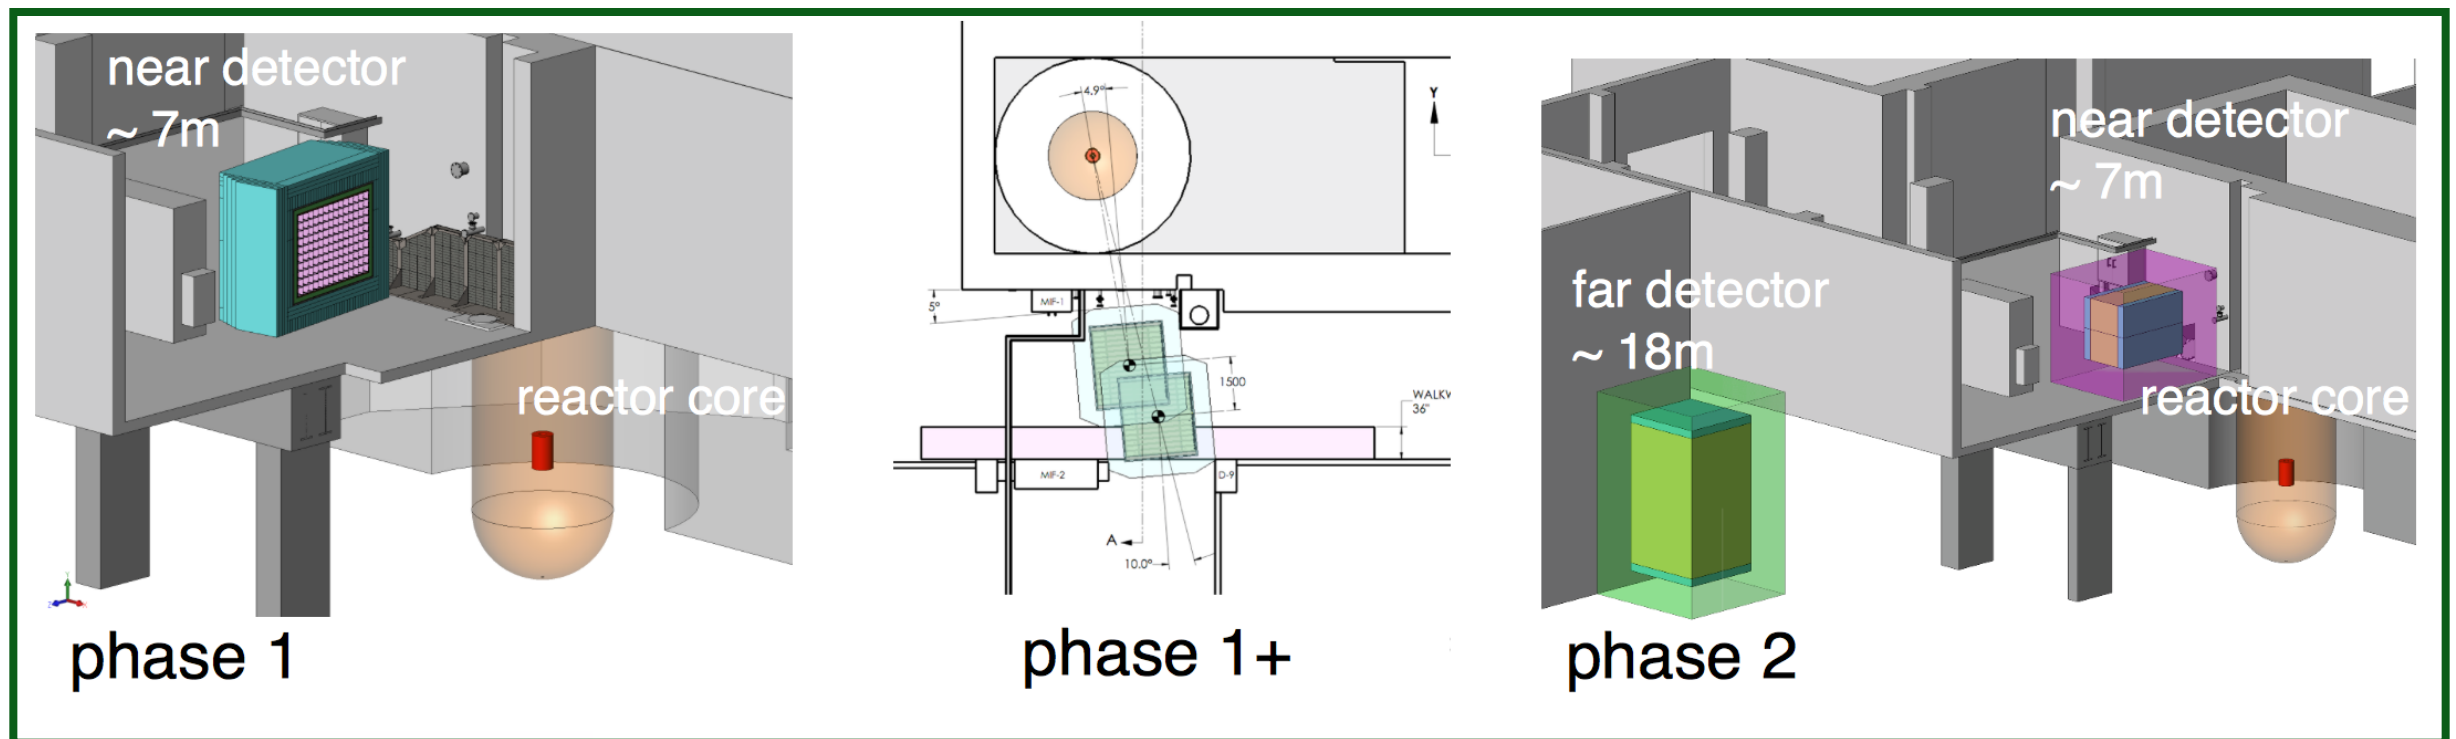 near detector
~ 7m
reactor core
phase 1
4.9°
Y
MIF-1
5°
1500
WALKW
36"
MIF-2
D-9
A
10.0°
phase 1+
near detector
~ 7m
far detector
~ 18m
reactor core
phase 2